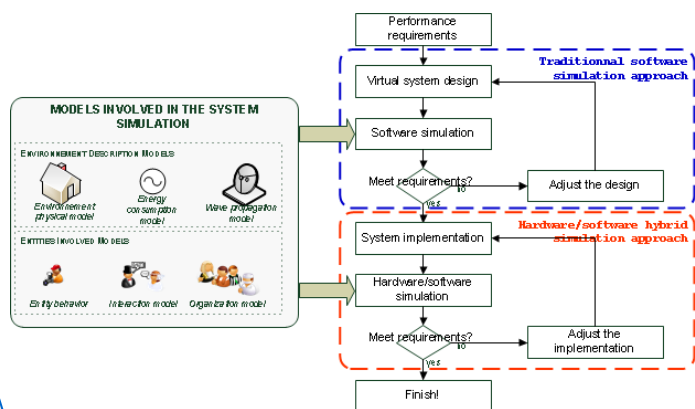 Performance
requirements
Traditionnal software
simulation approach
Virtual system design
MODELS INVOLVED IN THE SYSTEM
SIMULATION
Software simulation
ENVIRONNEMENT DESCRIPTION MODELS
Environnement
physical model
Energy
consumption
model
Wave propagation
model
Meet requirements?
no
yes
Adjust the design
Hardware/software hybrid
simulation approach
System implementation
ENTITIES INVOLVED MODELS
Entity behavior
Interaction model
Organization model
Hardware/software
simulation
Meet requirements?
no
yes
Adjust the
implementation
Finish!